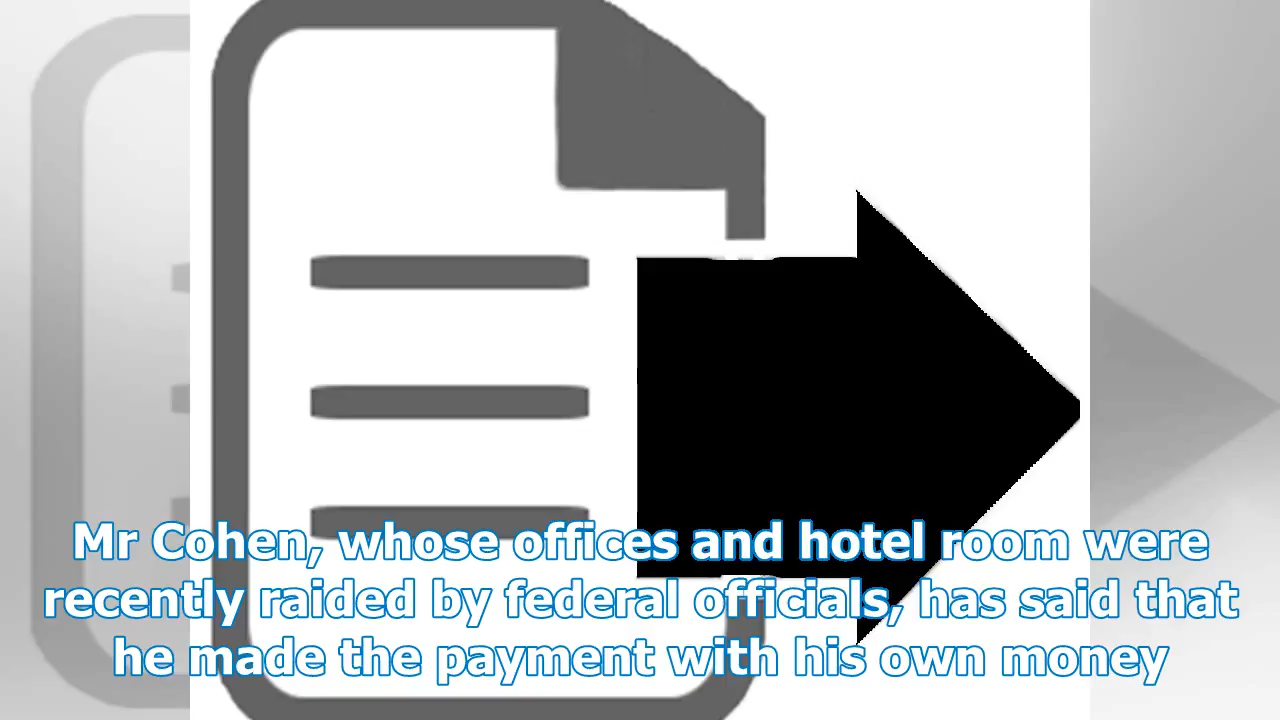 Mr Cohen, whose offices and hotel room were
recently raided by federal officials, has said that
he made the payment with his own money